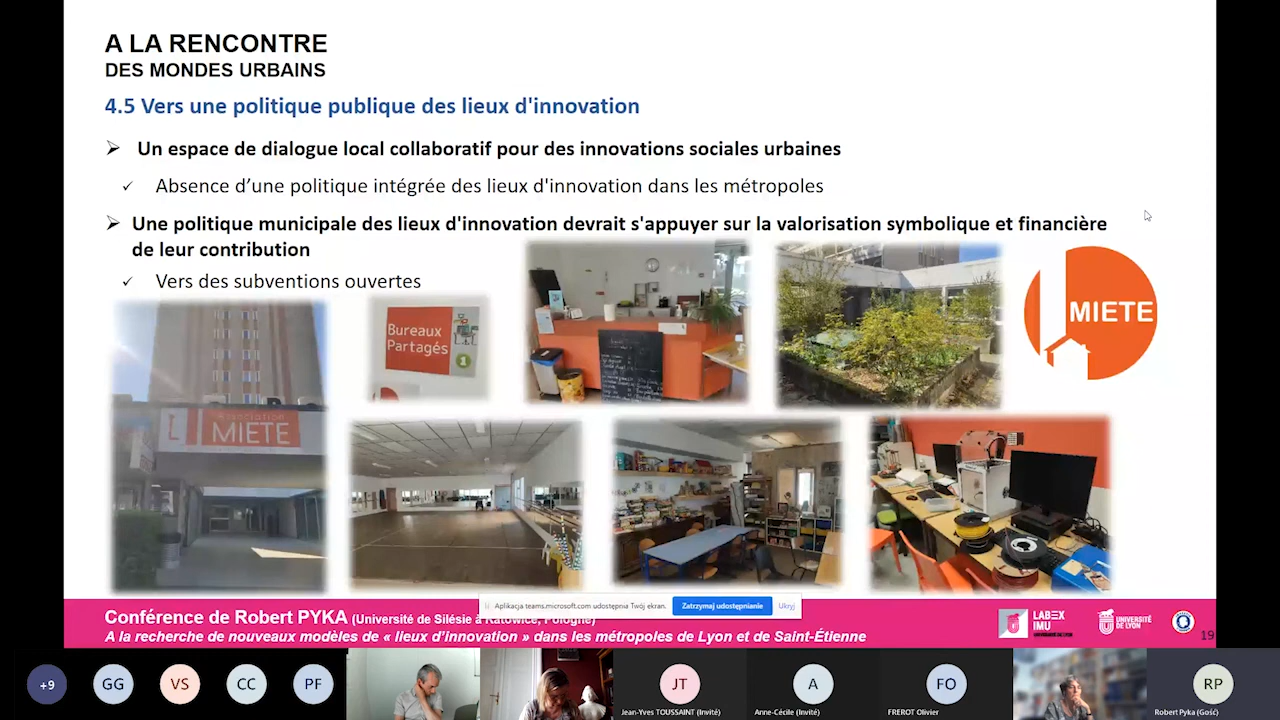 A LA RENCONTRE
DES MONDES URBAINS
4.5 Vers une politique publique des lieux d'innovation
Un espace de dialogue local collaboratif pour des innovations sociales urbaines
Absence d’une politique intégrée des lieux d'innovation dans les métropoles
Une politique municipale des lieux d'innovation devrait s'appuyer sur la valorisation symbolique et financière
de leur contribution
Vers des subventions ouvertes
MIETE
Bureaux
Partagés
1
Association
MIETE
Aplikacja teams.microsoft.com udostępnia Twój ekran.
Zatrzymaj udostępnianie
Ukryj
Conférence de Robert PYKA (Université de Silésie à Katowice, Pologne)
A la recherche de nouveaux modèles de « lieux d’innovation » dans les métropoles de Lyon et de Saint-Étienne
LABEX
IMU
UNIVERSITÉ
DE LYON
19
+9
GG
VS
CC
PF
JT
Jean-Yves TOUSSAINT (Invité)
A
Anne-Cécile (Invité)
FO
FREROT Olivier
RP
Robert Pyka (Gość)